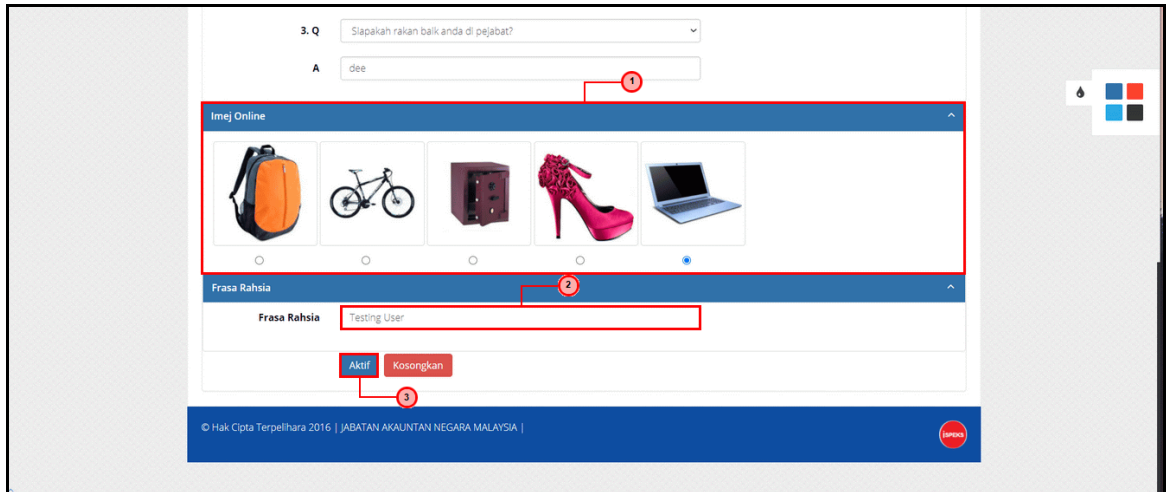 3. Q
Siapakah rakan baik anda di pejabat?
A
dee
1
Imej Online
2
Frasa Rahsia
Frasa Rahsia
Testing User
Aktif
Kosongkan
3
© Hak Cipta Terpelihara 2016 | JABATAN AKAUNTAN NEGARA MALAYSIA |
iSPEKS